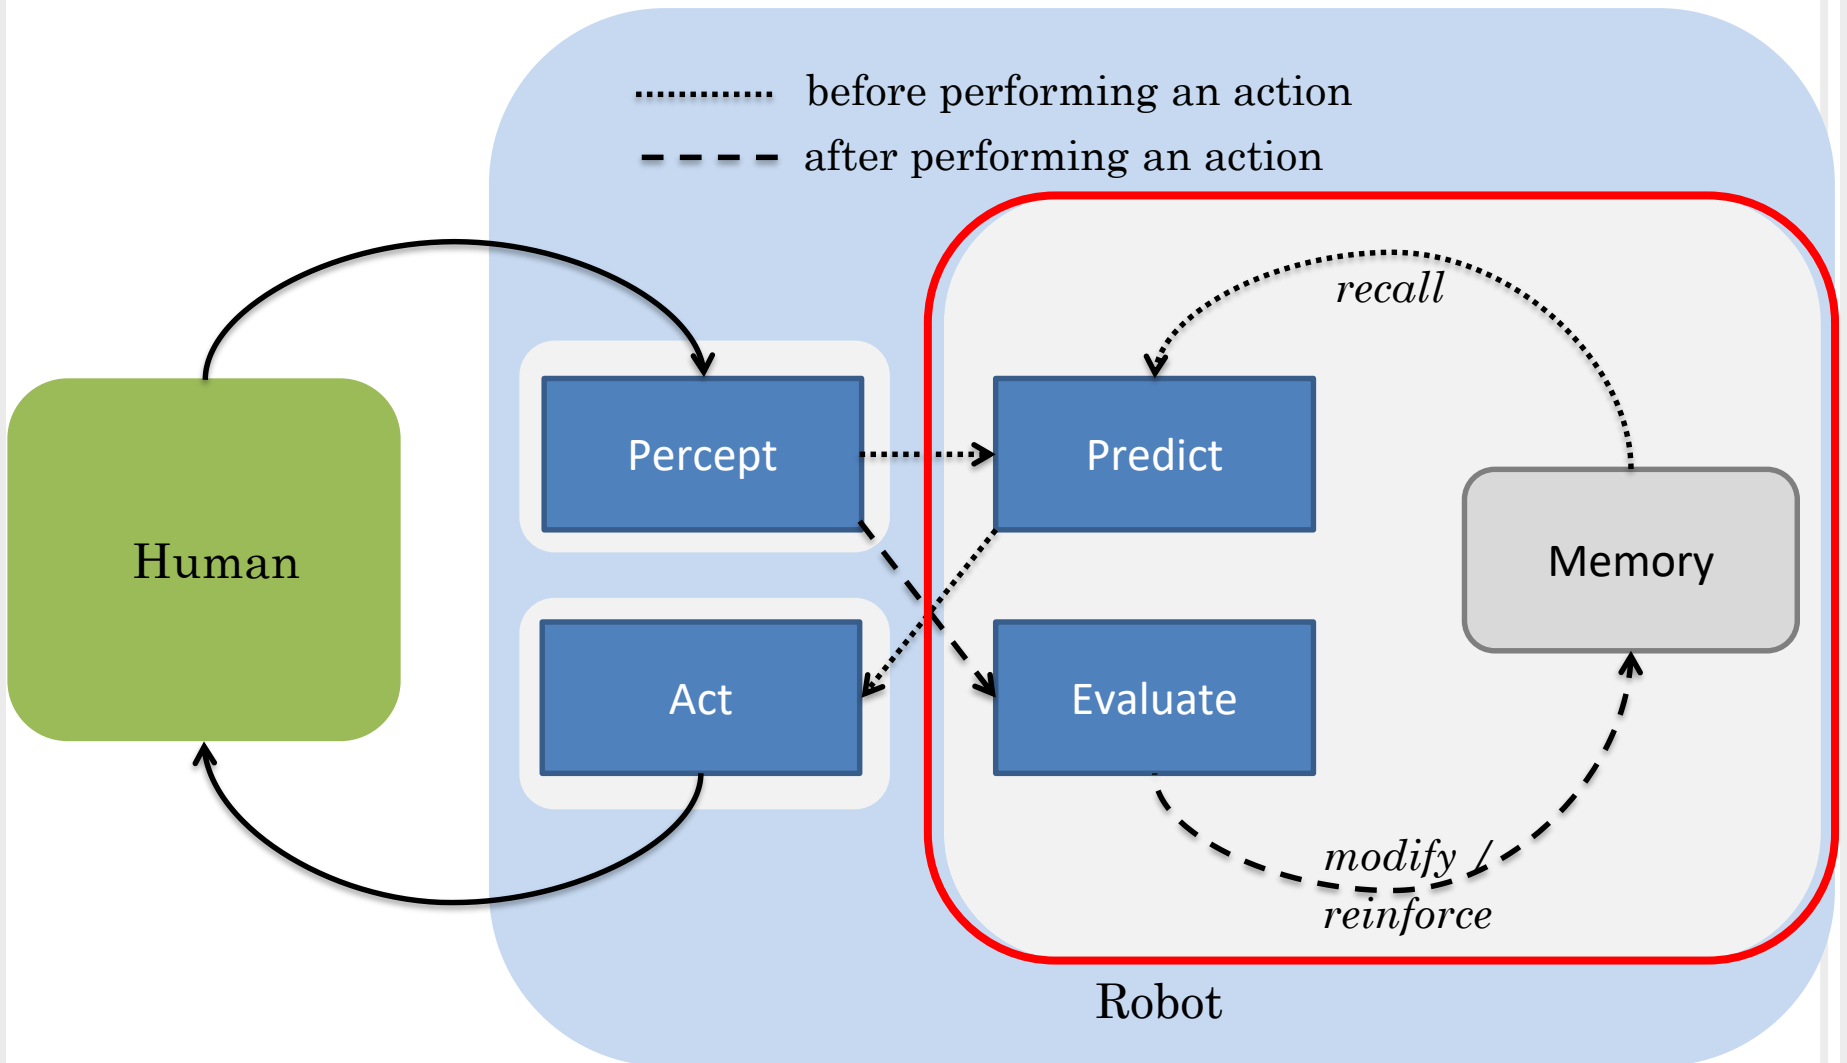 before performing an action
after performing an action
recall
Percept
Predict
Human
Memory
Act
Evaluate
modify /
reinforce
Robot